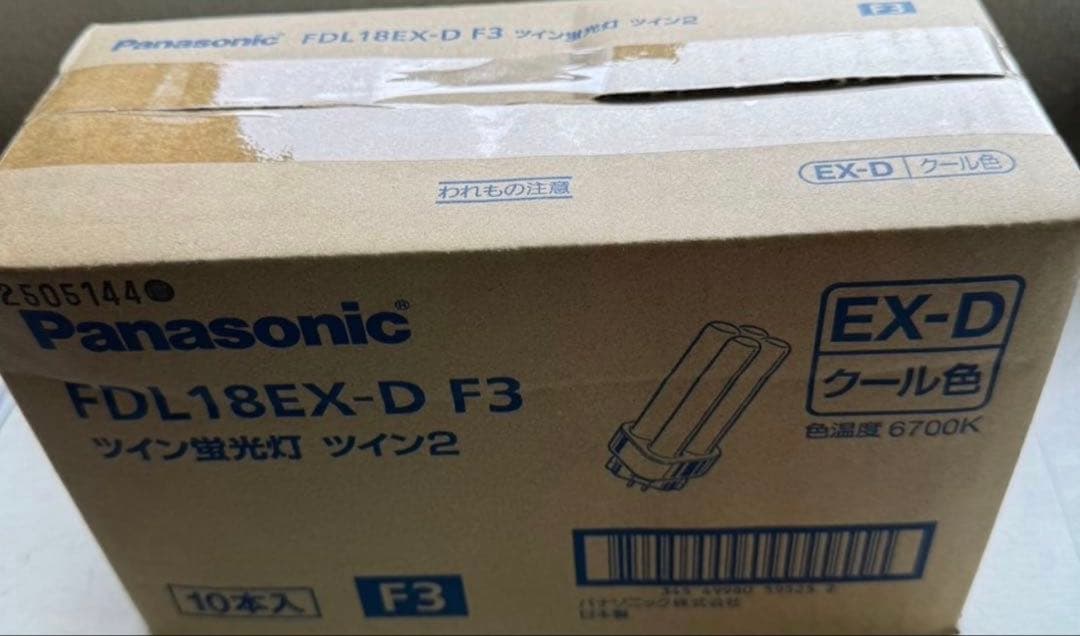 Panasonic FDL18EX-D F3 ツイン蛍光灯 ツイン2
F3
われもの注意
EX-D クール色
2505144
Panasonic®
FDL18EX-D F3
ツイン蛍光灯 ツイン2
EX-D
クール色
色温度 6700K
10本入
F3
パナソニック株式会社
日本製